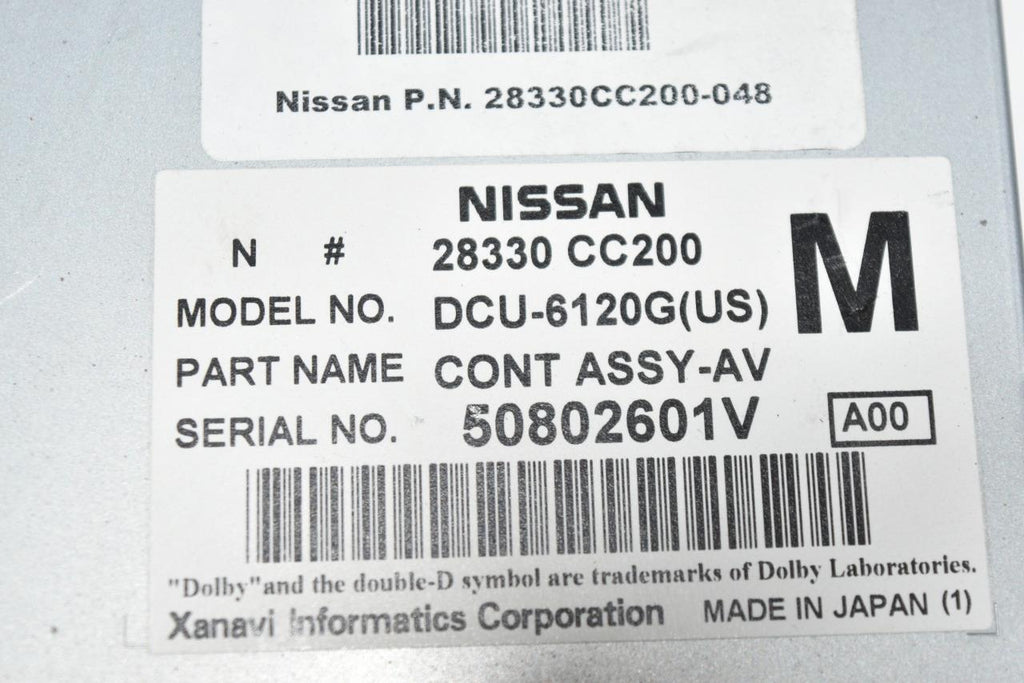 Nissan P.N. 28330CC200-048
NISSAN
N # 28330 CC200
M
MODEL NO. DCU-6120G(US)
PART NAME CONT ASSY-AV
SERIAL NO. 50802601V
A00
"Dolby"and the double-D symbol are trademarks of Dolby Laboratories.
Xanavi Informatics Corporation MADE IN JAPAN (1)